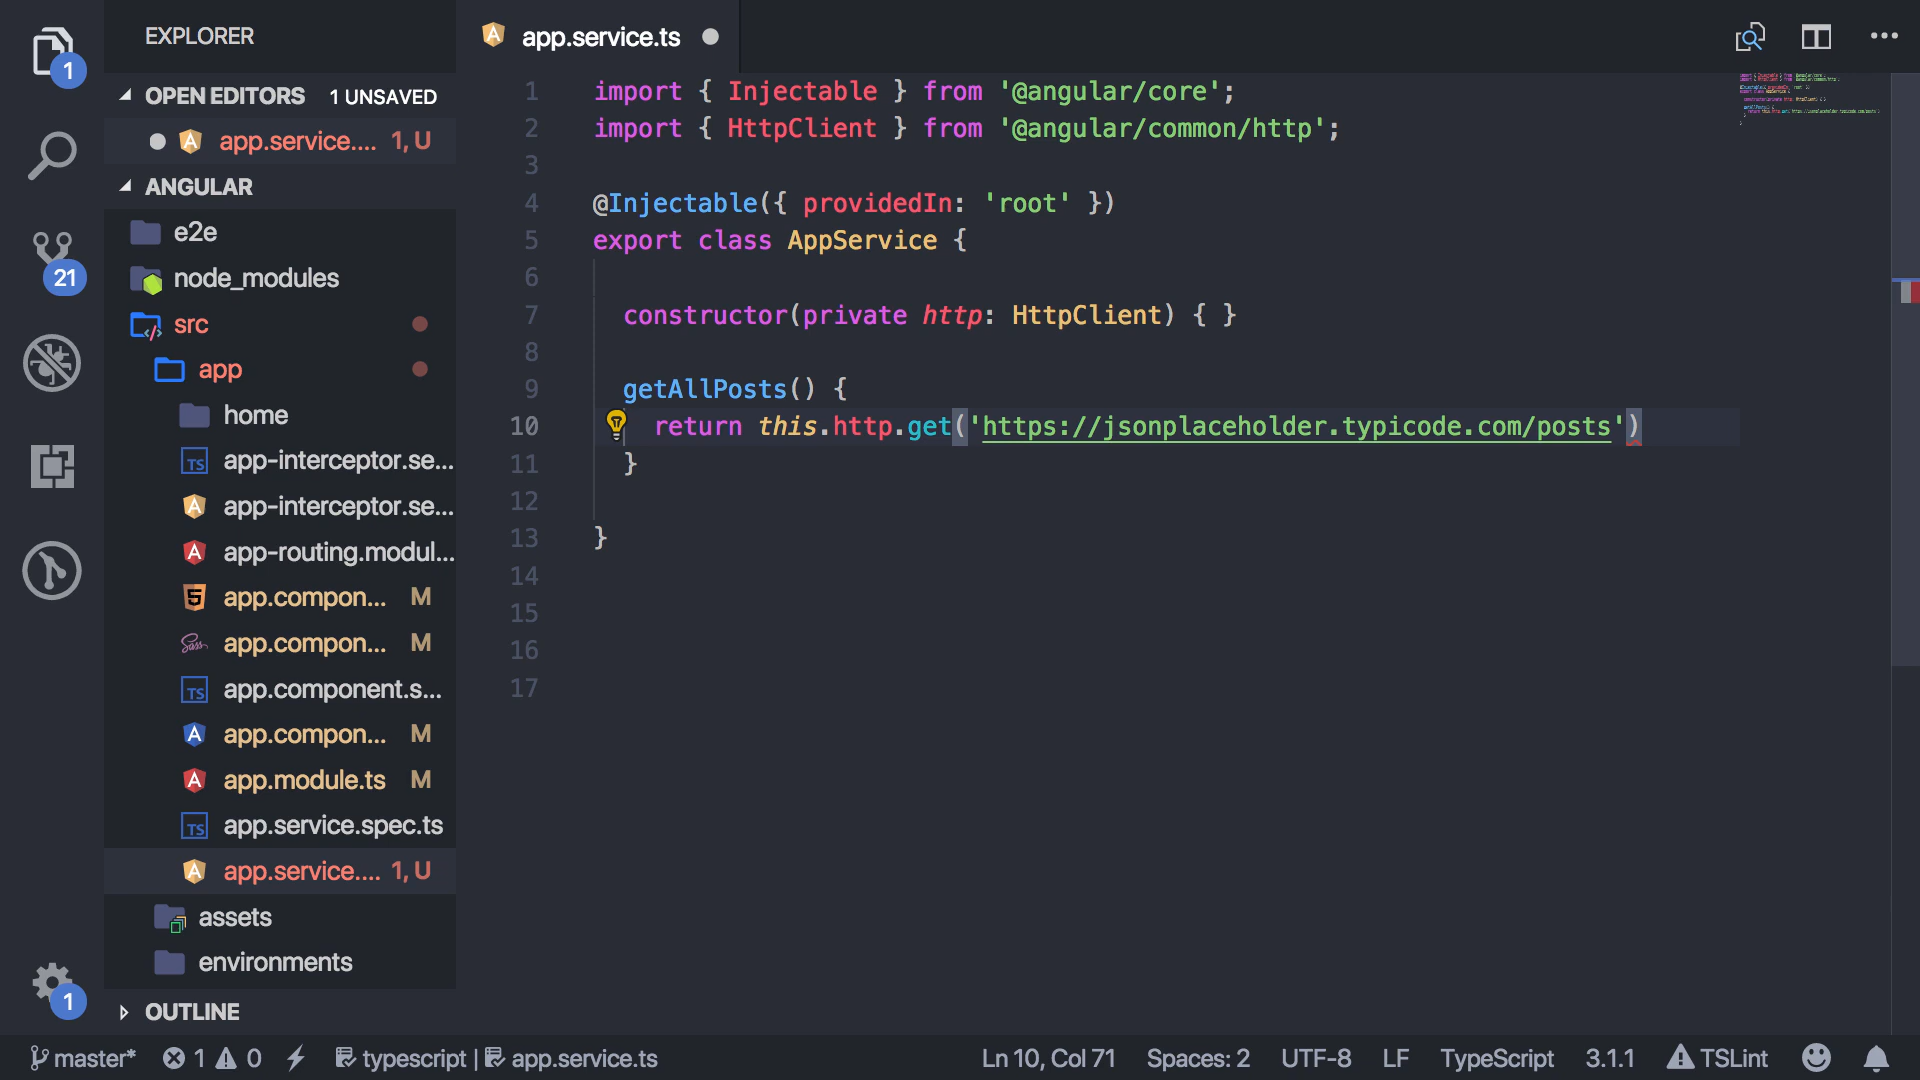 EXPLORER
OPEN EDITORS 1 UNSAVED
app.service.... 1, U
ANGULAR
e2e
node_modules
src
app
home
app-interceptor.se...
app-interceptor.se...
app-routing.modul...
app.compon... M
app.compon... M
app.component.s...
app.compon... M
app.module.ts M
app.service.spec.ts
app.service.... 1, U
assets
environments
OUTLINE
1
21
1
app.service.ts
1 import { Injectable } from '@angular/core';
2 import { HttpClient } from '@angular/common/http';
3
4 @Injectable({ providedIn: 'root' })
5 export class AppService {
6
7 constructor(private http: HttpClient) { }
8
9 getAllPosts() {
10 return this.http.get('https://jsonplaceholder.typicode.com/posts')
11 }
12
13 }
14
15
16
17
master* 1 0 typescript | app.service.ts Ln 10, Col 71 Spaces: 2 UTF-8 LF TypeScript 3.1.1 TSLint